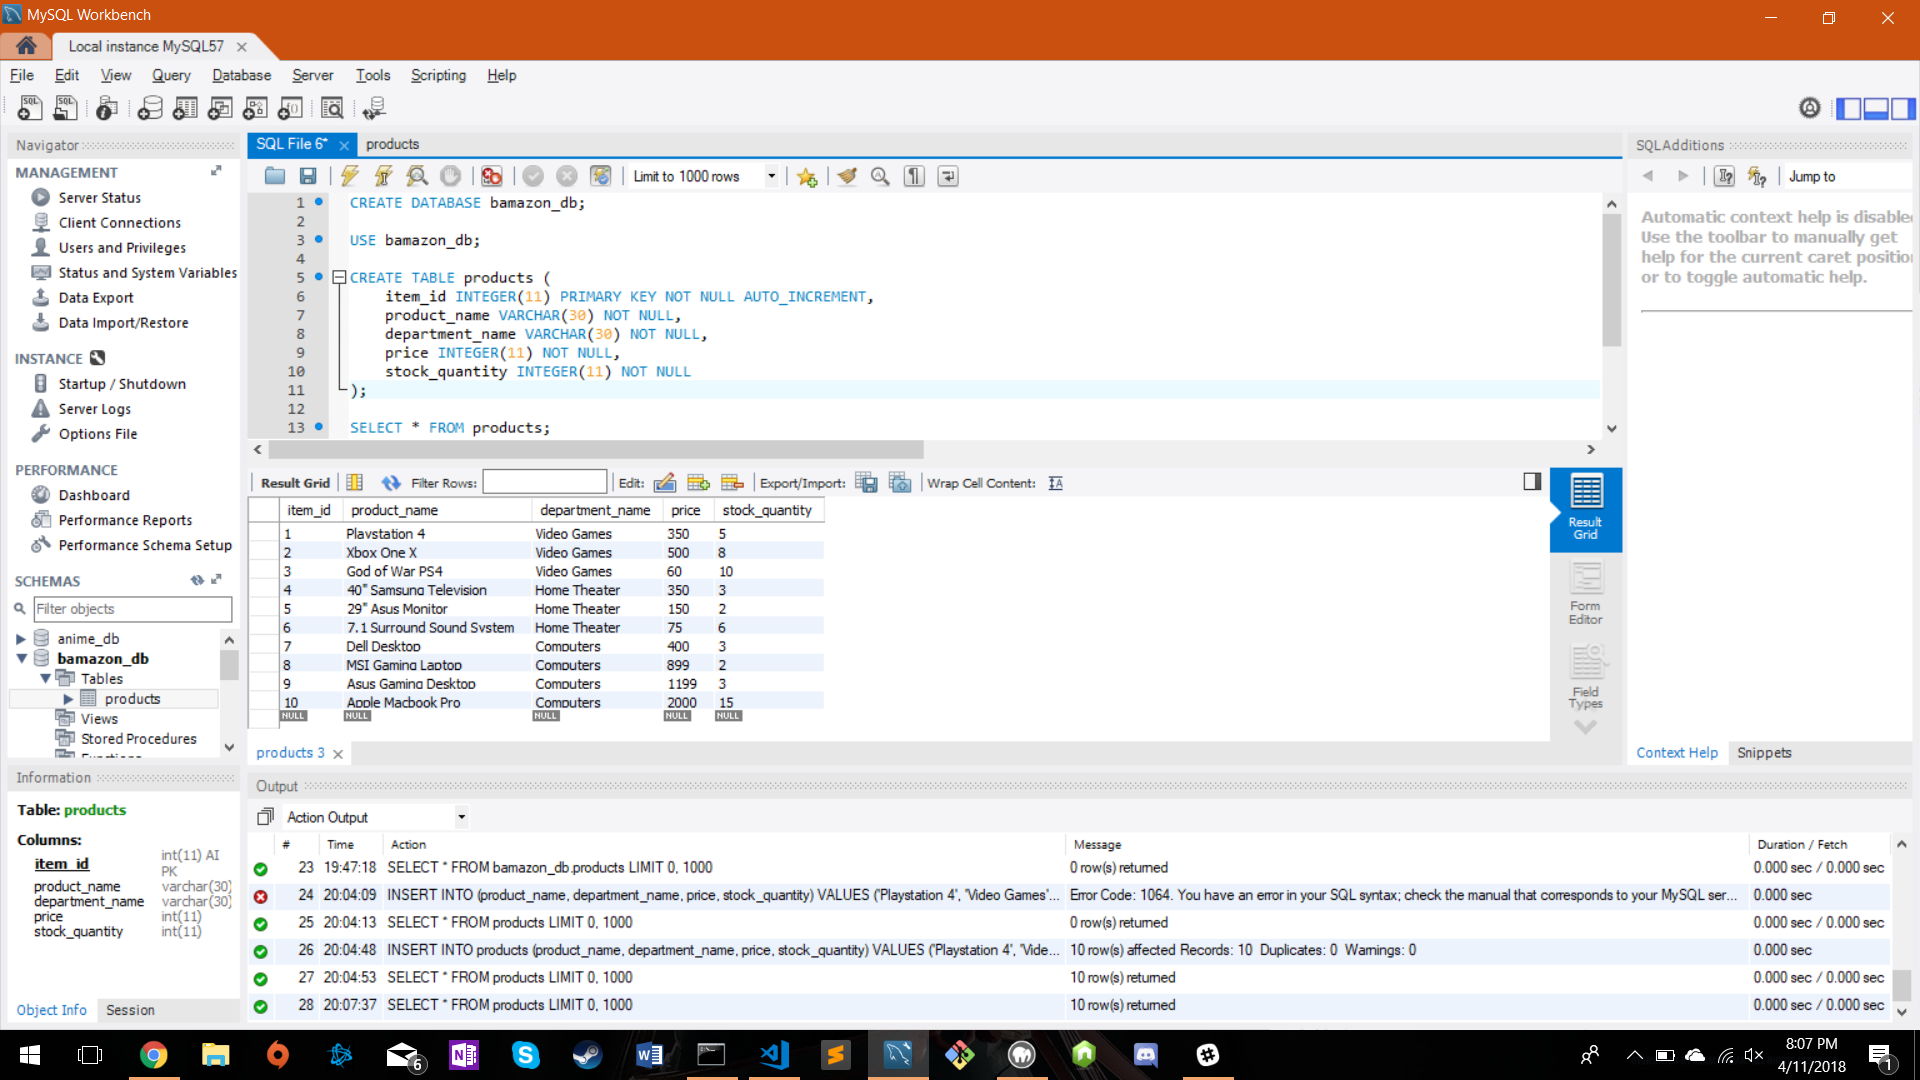 MySQL Workbench
Local instance MySQL57
File Edit View Query Database Server Tools Scripting Help
Navigator
MANAGEMENT
Server Status
Client Connections
Users and Privileges
Status and System Variables
Data Export
Data Import/Restore
INSTANCE
Startup / Shutdown
Server Logs
Options File
PERFORMANCE
Dashboard
Performance Reports
Performance Schema Setup
SCHEMAS
Filter objects
anime_db
bamazon_db
Tables
products
Views
Stored Procedures
Functions
Information
Table: products
Columns:
item_id int(11) AI PK
product_name varchar(30)
department_name varchar(30)
price int(11)
stock_quantity int(11)
Object Info Session
SQL File 6* products
Limit to 1000 rows
1 CREATE DATABASE bamazon_db;
2
3 USE bamazon_db;
4
5 CREATE TABLE products (
6 item_id INTEGER(11) PRIMARY KEY NOT NULL AUTO_INCREMENT,
7 product_name VARCHAR(30) NOT NULL,
8 department_name VARCHAR(30) NOT NULL,
9 price INTEGER(11) NOT NULL,
10 stock_quantity INTEGER(11) NOT NULL
11 );
12
13 SELECT * FROM products;
Result Grid Filter Rows: Edit: Export/Import: Wrap Cell Content:
item_id product_name department_name price stock_quantity
1 Playstation 4 Video Games 350 5
2 Xbox One X Video Games 500 8
3 God of War PS4 Video Games 60 10
4 40" Samsung Television Home Theater 350 3
5 29" Asus Monitor Home Theater 150 2
6 7.1 Surround Sound System Home Theater 75 6
7 Dell Desktop Computers 400 3
8 MSI Gaming Laptop Computers 899 2
9 Asus Gaming Desktop Computers 1199 3
10 Apple Macbook Pro Computers 2000 15
NULL NULL NULL NULL NULL
Result Grid
Form Editor
Field Types
products 3
SQLAdditions
Jump to
Automatic context help is disabled
Use the toolbar to manually get
help for the current caret position
or to toggle automatic help.
Context Help Snippets
Output
Action Output
# Time Action Message Duration / Fetch
23 19:47:18 SELECT * FROM bamazon_db.products LIMIT 0, 1000 0 row(s) returned 0.000 sec / 0.000 sec
24 20:04:09 INSERT INTO (product_name, department_name, price, stock_quantity) VALUES ('Playstation 4', 'Video Games'... Error Code: 1064. You have an error in your SQL syntax; check the manual that corresponds to your MySQL ser... 0.000 sec
25 20:04:13 SELECT * FROM products LIMIT 0, 1000 0 row(s) returned 0.000 sec / 0.000 sec
26 20:04:48 INSERT INTO products (product_name, department_name, price, stock_quantity) VALUES ('Playstation 4', 'Vide... 10 row(s) affected Records: 10 Duplicates: 0 Warnings: 0 0.000 sec
27 20:04:53 SELECT * FROM products LIMIT 0, 1000 10 row(s) returned 0.000 sec / 0.000 sec
28 20:07:37 SELECT * FROM products LIMIT 0, 1000 10 row(s) returned 0.000 sec / 0.000 sec
6
8:07 PM
4/11/2018
1